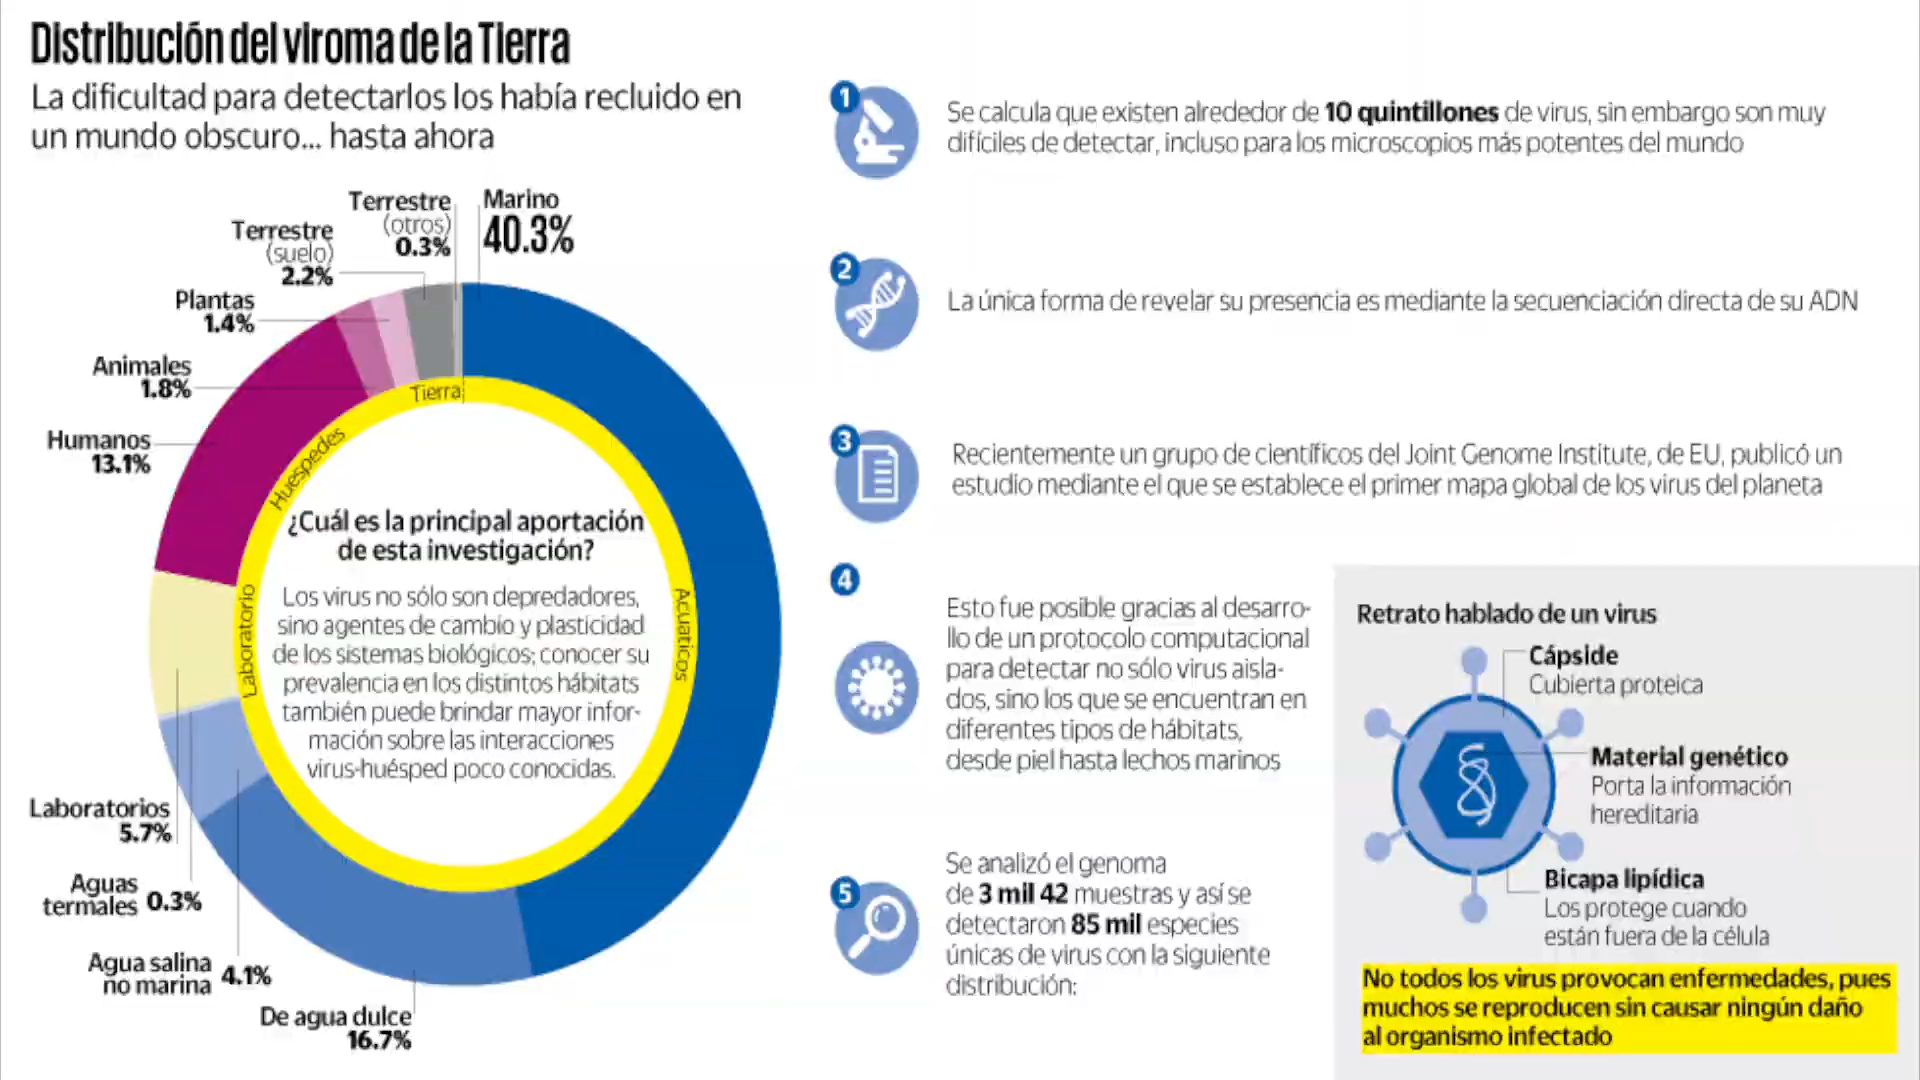 Distribución del viroma de la Tierra
La dificultad para detectarlos los había recluido en
un mundo obscuro... hasta ahora
Terrestre
(otros)
0.3%
Marino
40.3%
Terrestre
(suelo)
2.2%
Plantas
1.4%
Animales
1.8%
Humanos
13.1%
Tierra
Huespedes
Laboratorio
Acuaticos
¿Cuál es la principal aportación
de esta investigación?
Los virus no sólo son depredadores,
sino agentes de cambio y plasticidad
de los sistemas biológicos; conocer su
prevalencia en los distintos hábitats
también puede brindar mayor infor-
mación sobre las interacciones
virus-huésped poco conocidas.
Laboratorios
5.7%
Aguas
termales 0.3%
Agua salina
no marina 4.1%
De agua dulce
16.7%
1
Se calcula que existen alrededor de 10 quintillones de virus, sin embargo son muy
difíciles de detectar, incluso para los microscopios más potentes del mundo
2
La única forma de revelar su presencia es mediante la secuenciación directa de su ADN
3
Recientemente un grupo de científicos del Joint Genome Institute, de EU, publicó un
estudio mediante el que se establece el primer mapa global de los virus del planeta
4
Esto fue posible gracias al desarro-
llo de un protocolo computacional
para detectar no sólo virus aisla-
dos, sino los que se encuentran en
diferentes tipos de hábitats,
desde piel hasta lechos marinos
5
Se analizó el genoma
de 3 mil 42 muestras y así se
detectaron 85 mil especies
únicas de virus con la siguiente
distribución:
Retrato hablado de un virus
Cápside
Cubierta proteica
Material genético
Porta la información
hereditaria
Bicapa lipídica
Los protege cuando
están fuera de la célula
No todos los virus provocan enfermedades, pues
muchos se reproducen sin causar ningún daño
al organismo infectado